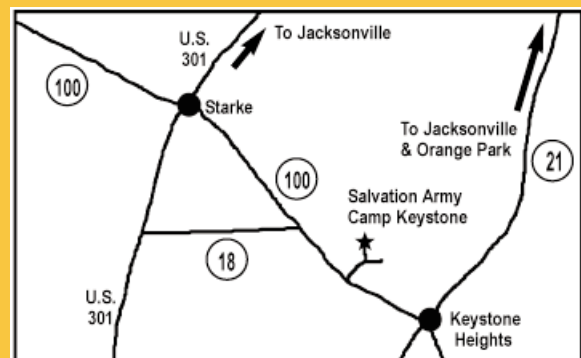 U.S.
301
To Jacksonville
100
Starke
To Jacksonville
& Orange Park
21
100
Salvation Army
Camp Keystone
18
U.S.
301
Keystone
Heights